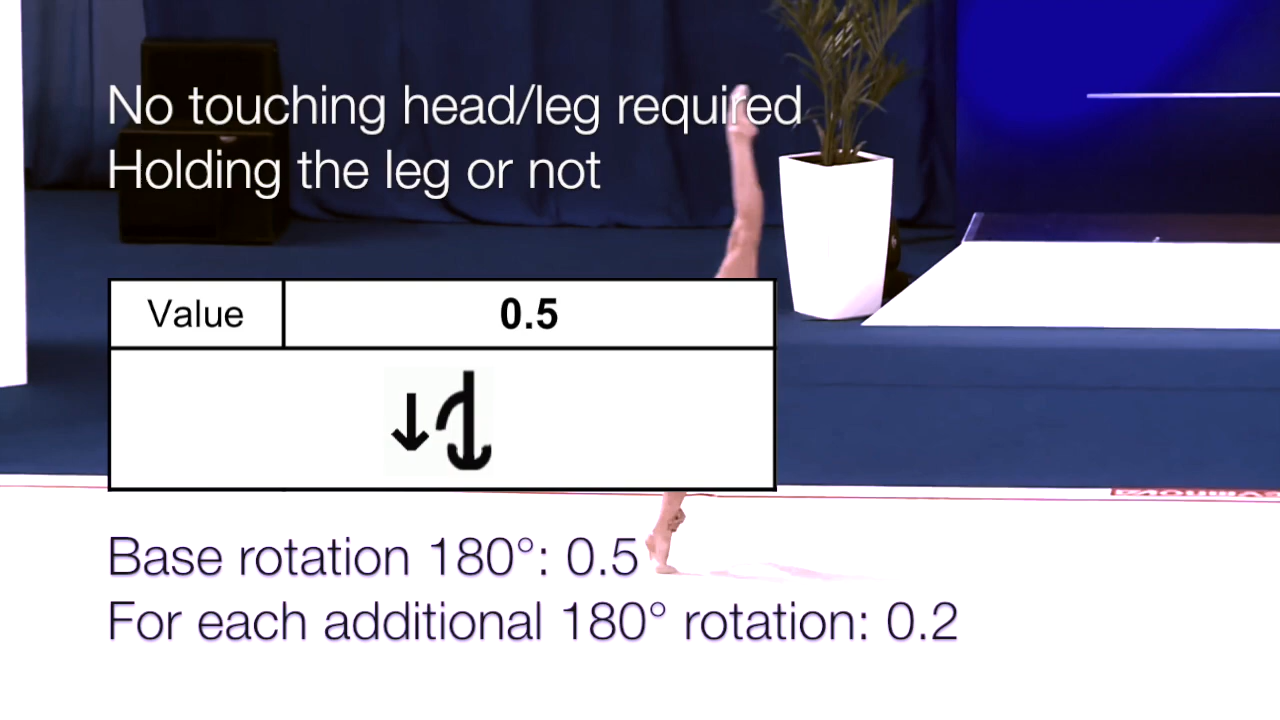 No touching head/leg required
Holding the leg or not
Value 0.5
Base rotation 180°: 0.5
For each additional 180° rotation: 0.2